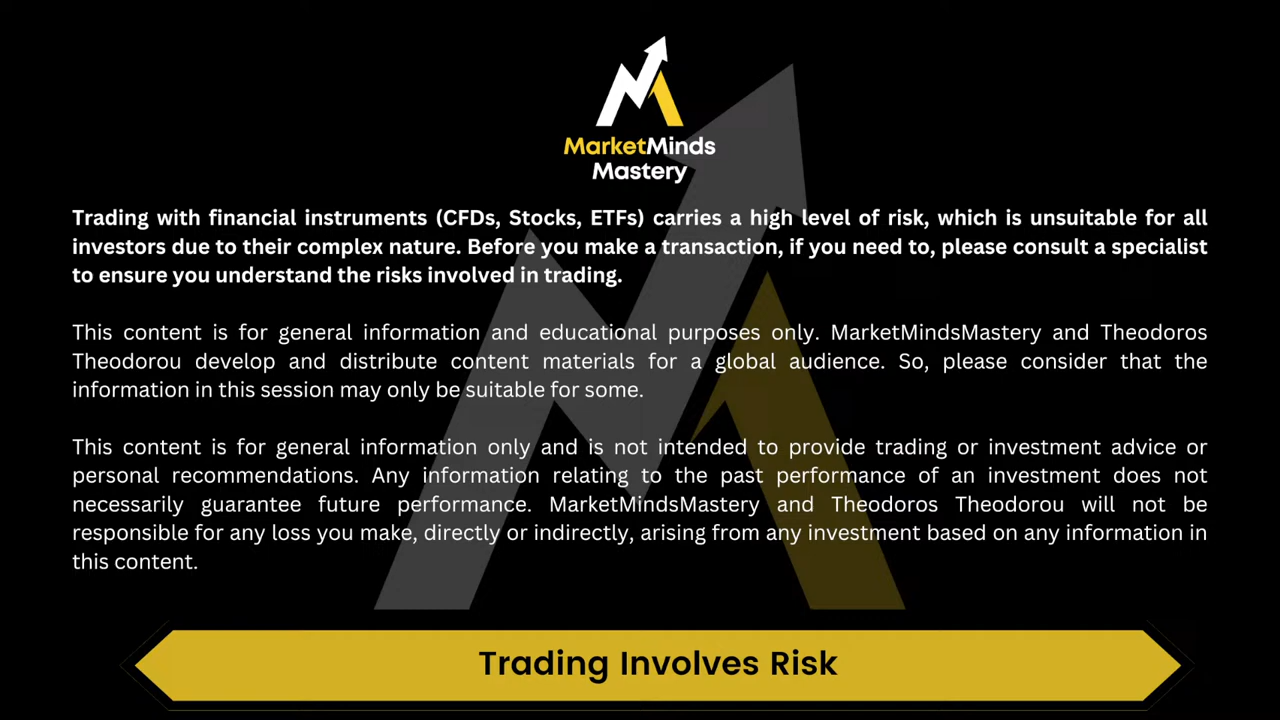 MarketMinds
Mastery
Trading with financial instruments (CFDs, Stocks, ETFs) carries a high level of risk, which is unsuitable for all
investors due to their complex nature. Before you make a transaction, if you need to, please consult a specialist
to ensure you understand the risks involved in trading.
This content is for general information and educational purposes only. MarketMindsMastery and Theodoros
Theodorou develop and distribute content materials for a global audience. So, please consider that the
information in this session may only be suitable for some.
This content is for general information only and is not intended to provide trading or investment advice or
personal recommendations. Any information relating to the past performance of an investment does not
necessarily guarantee future performance. MarketMindsMastery and Theodoros Theodorou will not be
responsible for any loss you make, directly or indirectly, arising from any investment based on any information in
this content.
Trading Involves Risk